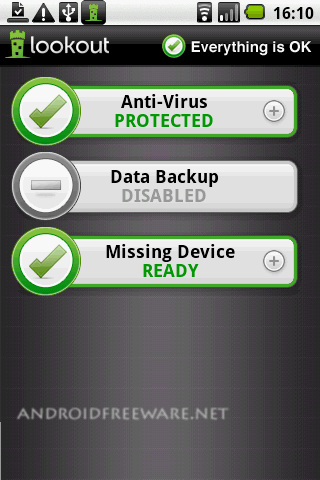 16:10
lookout
Everything is OK
Anti-Virus
PROTECTED
Data Backup
DISABLED
Missing Device
READY
ANDROIDFREEWARE.NET